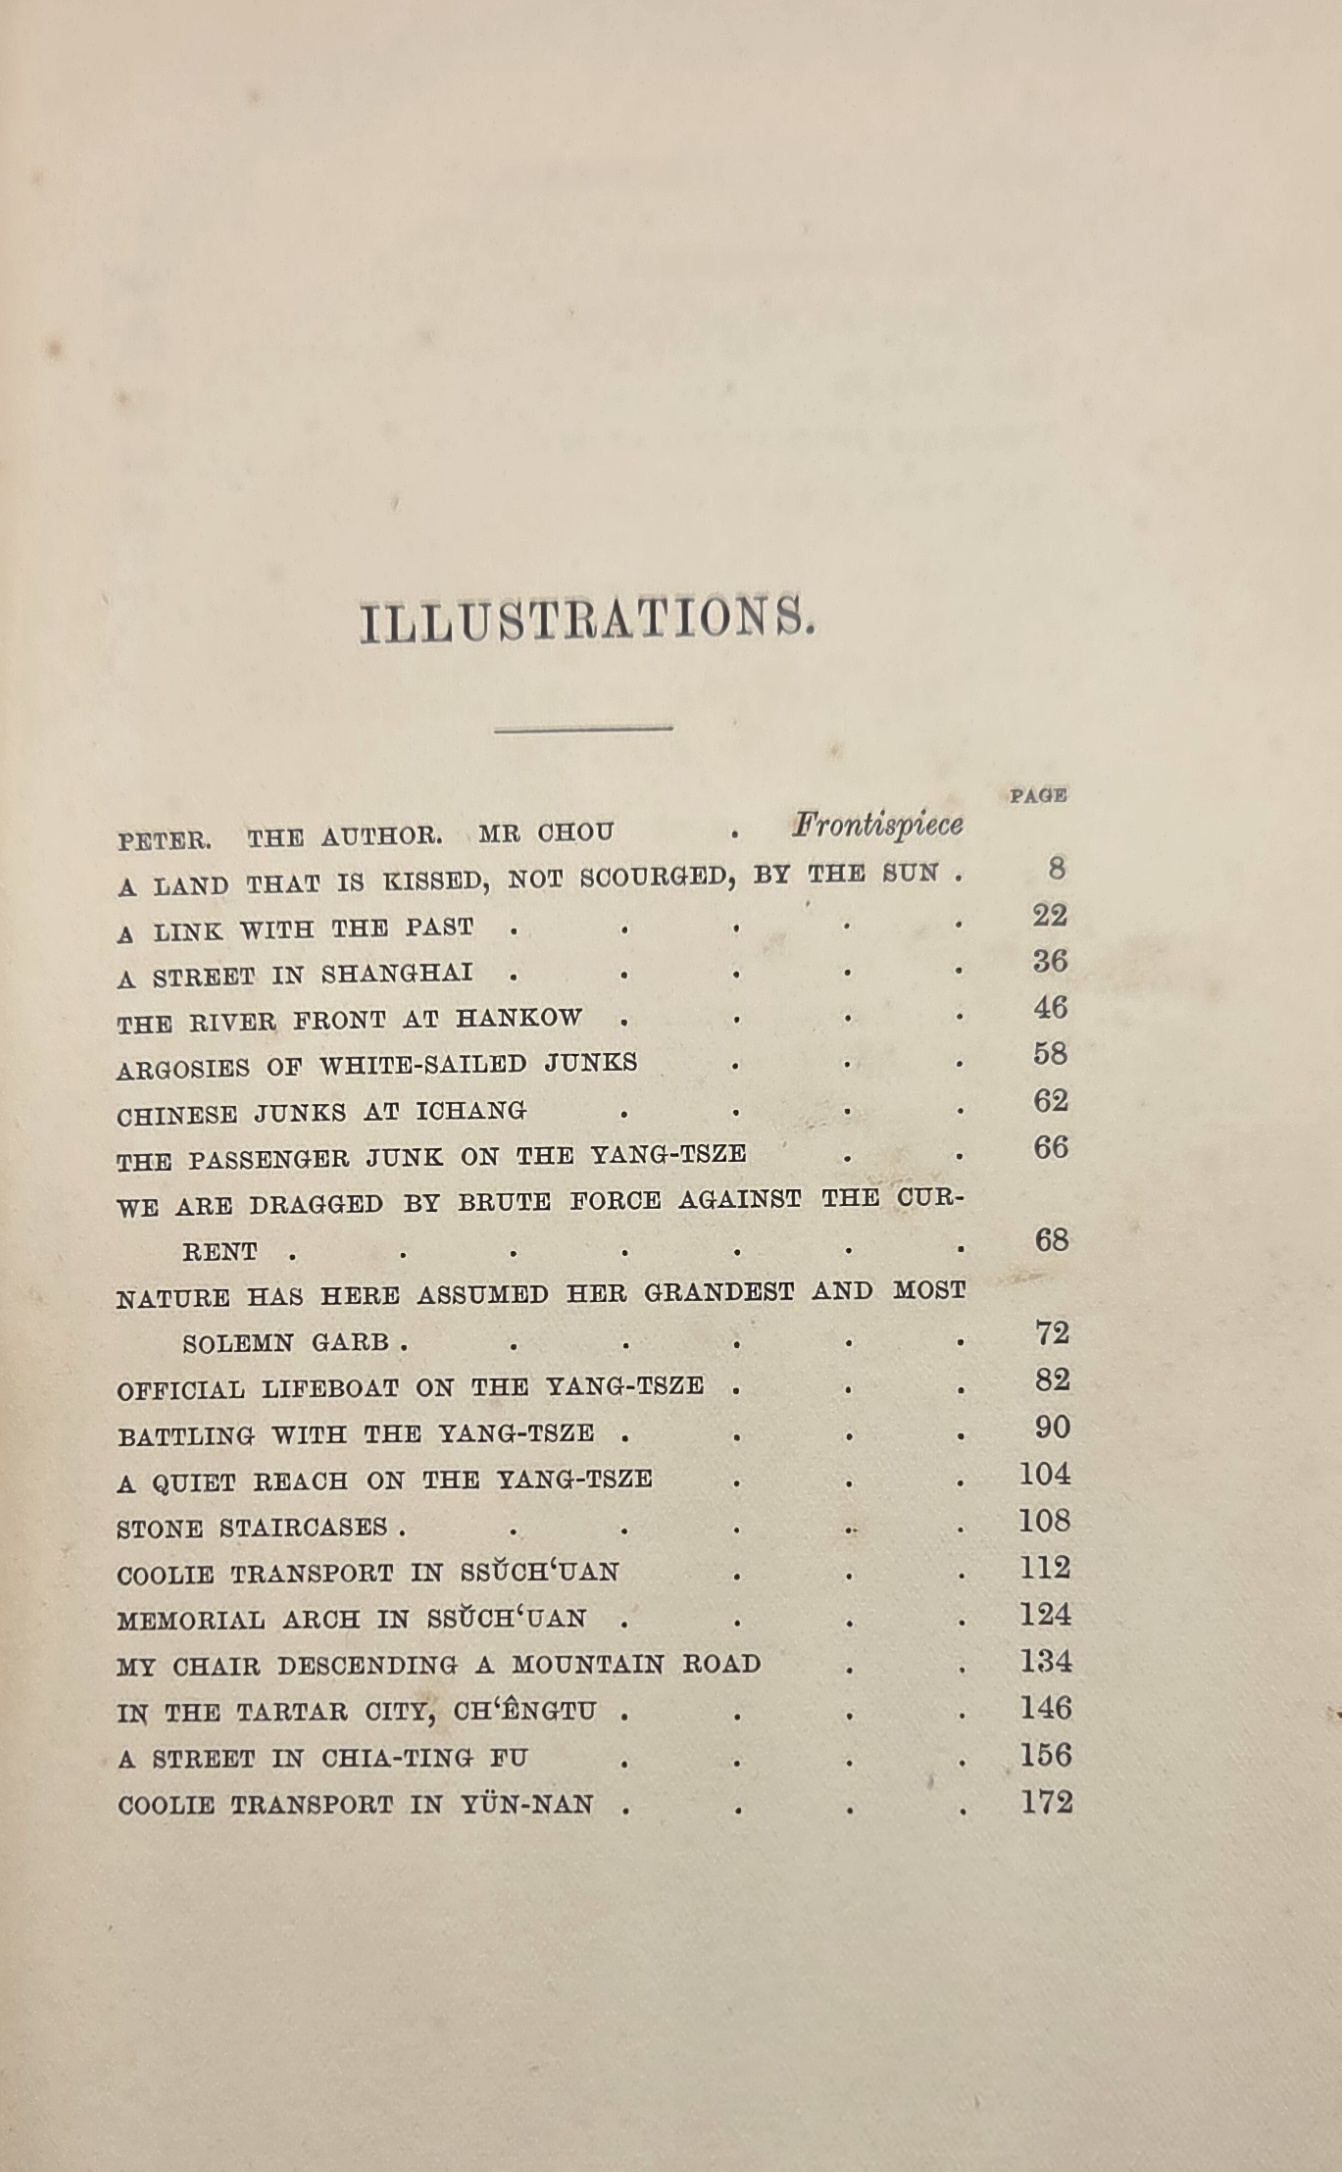 ILLUSTRATIONS.
PAGE
PETER. THE AUTHOR. MR CHOU . Frontispiece
A LAND THAT IS KISSED, NOT SCOURGED, BY THE SUN . 8
A LINK WITH THE PAST . . . . . 22
A STREET IN SHANGHAI . . . . . 36
THE RIVER FRONT AT HANKOW . . . . 46
ARGOSIES OF WHITE-SAILED JUNKS . . . 58
CHINESE JUNKS AT ICHANG . . . . 62
THE PASSENGER JUNK ON THE YANG-TSZE . . 66
WE ARE DRAGGED BY BRUTE FORCE AGAINST THE CUR-
RENT . . . . . . . 68
NATURE HAS HERE ASSUMED HER GRANDEST AND MOST
SOLEMN GARB . . . . . . 72
OFFICIAL LIFEBOAT ON THE YANG-TSZE . . . 82
BATTLING WITH THE YANG-TSZE . . . . 90
A QUIET REACH ON THE YANG-TSZE . . . 104
STONE STAIRCASES . . . . . . 108
COOLIE TRANSPORT IN SSŬCH‘UAN . . . 112
MEMORIAL ARCH IN SSŬCH‘UAN . . . . 124
MY CHAIR DESCENDING A MOUNTAIN ROAD . . 134
IN THE TARTAR CITY, CH‘ÊNGTU . . . . 146
A STREET IN CHIA-TING FU . . . . 156
COOLIE TRANSPORT IN YÜN-NAN . . . . 172